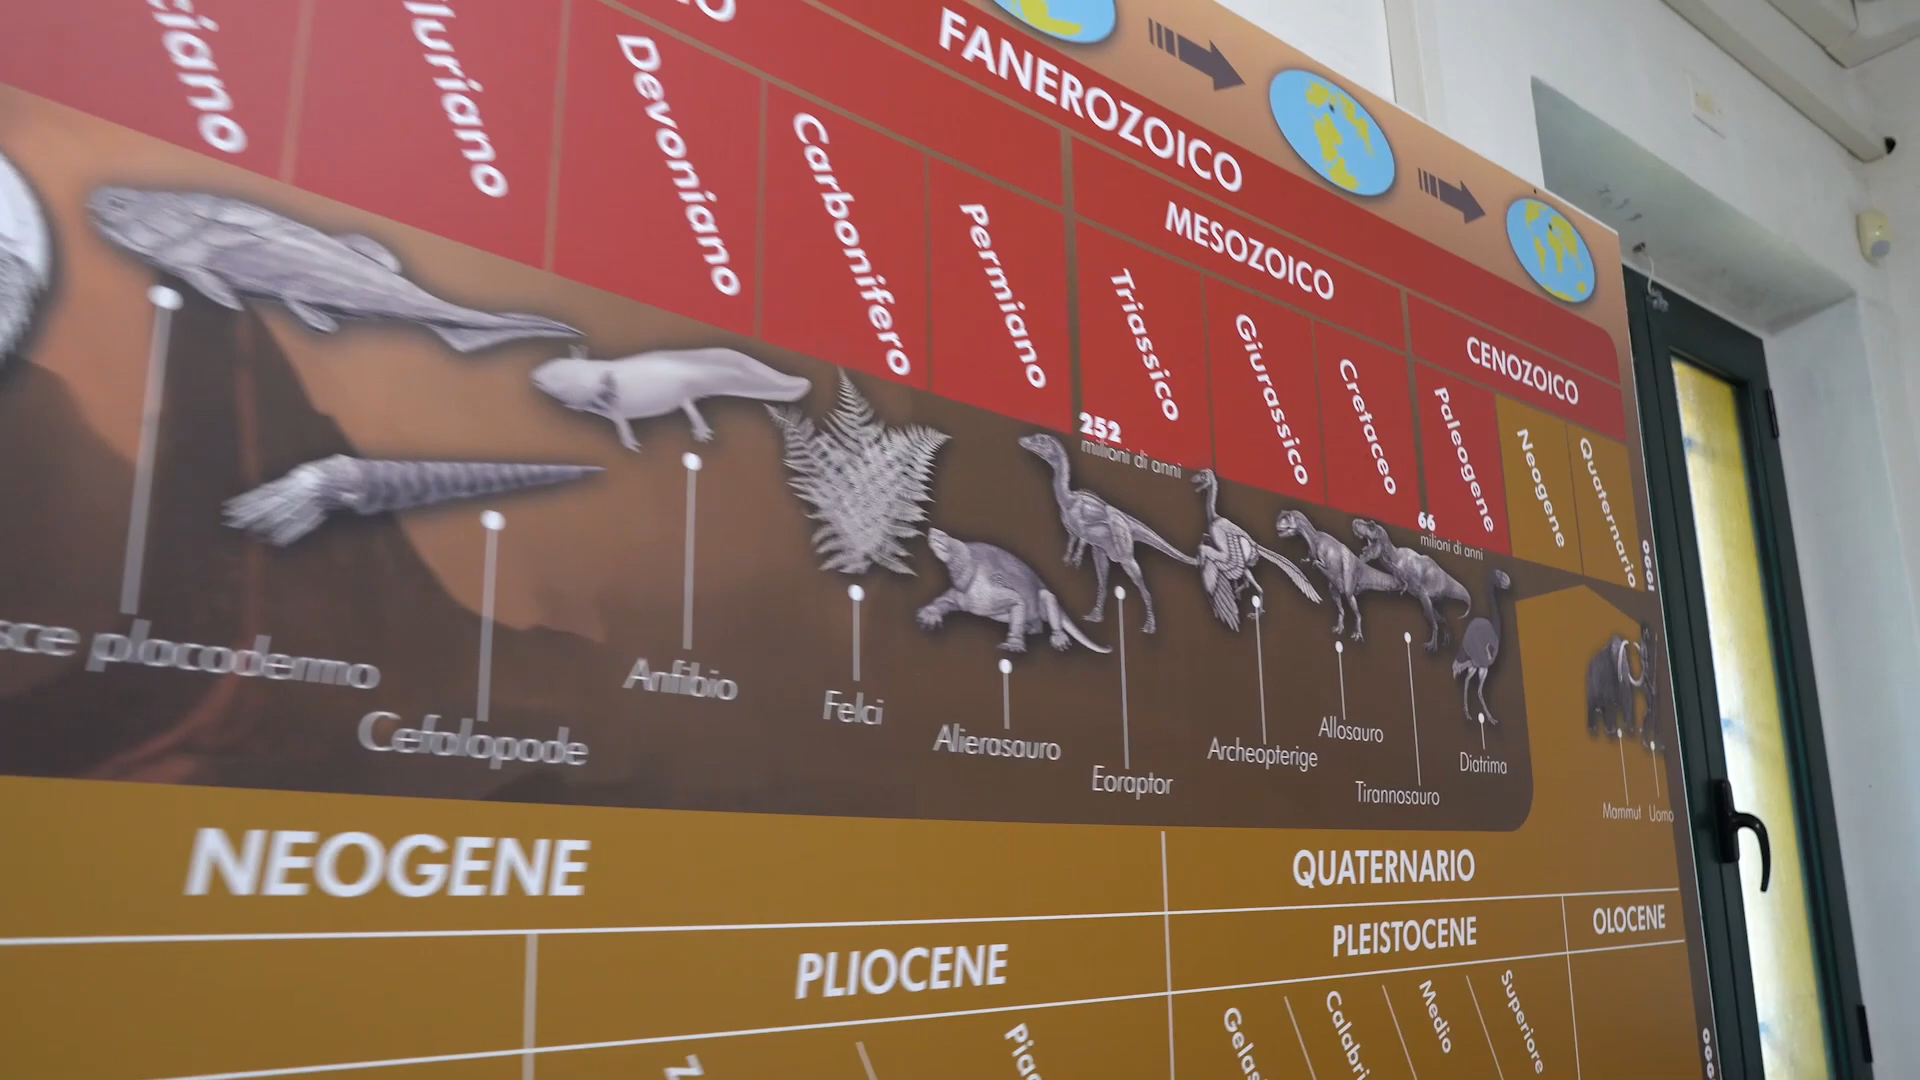 FANEROZOICO
MESOZOICO
CENOZOICO
Devoniano
Carbonifero
Permiano
Triassico
Giurassico
Cretaceo
Paleogene
Neogene
Quaternario
252
milioni di anni
66
milioni di anni
OGGI
placodermo
Cefalopode
Anfibio
Felci
Alierasauro
Eoraptor
Archeopterige
Allosauro
Tirannosauro
Diatrima
Mammut
Uomo
NEOGENE
QUATERNARIO
PLIOCENE
PLEISTOCENE
OLOCENE
Medio
Superiore